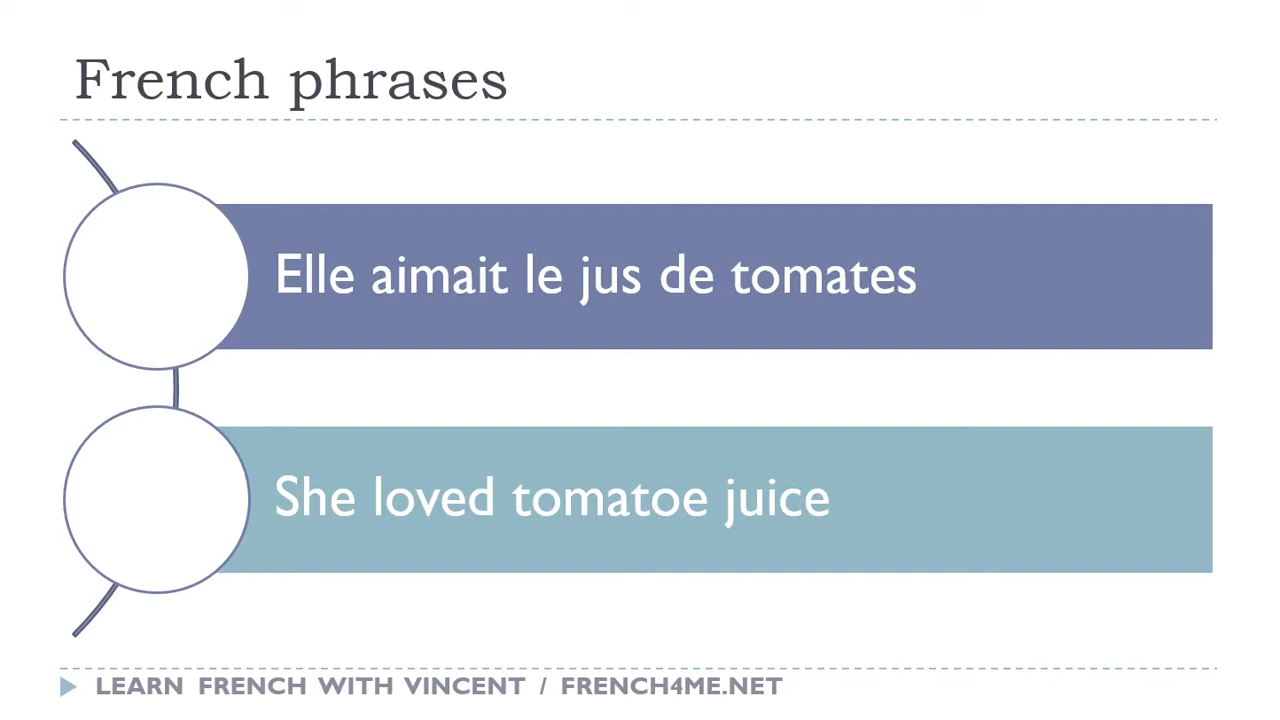 French phrases
Elle aimait le jus de tomates
She loved tomatoe juice
LEARN FRENCH WITH VINCENT / FRENCH4ME.NET